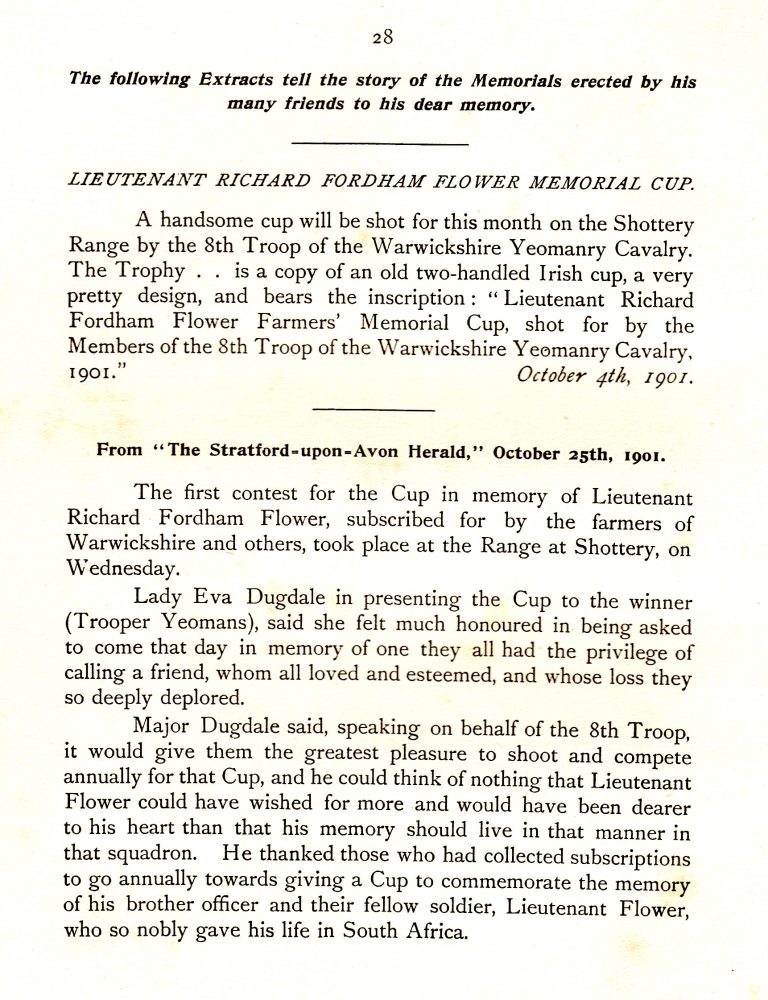 28
The following Extracts tell the story of the Memorials erected by his
many friends to his dear memory.
LIEUTENANT RICHARD FORDHAM FLOWER MEMORIAL CUP.
A handsome cup will be shot for this month on the Shottery
Range by the 8th Troop of the Warwickshire Yeomanry Cavalry.
The Trophy . . is a copy of an old two-handled Irish cup, a very
pretty design, and bears the inscription : “ Lieutenant Richard
Fordham Flower Farmers’ Memorial Cup, shot for by the
Members of the 8th Troop of the Warwickshire Yeomanry Cavalry,
1901.” October 4th, 1901.
From “The Stratford-upon-Avon Herald,” October 25th, 1901.
The first contest for the Cup in memory of Lieutenant
Richard Fordham Flower, subscribed for by the farmers of
Warwickshire and others, took place at the Range at Shottery, on
Wednesday.
Lady Eva Dugdale in presenting the Cup to the winner
(Trooper Yeomans), said she felt much honoured in being asked
to come that day in memory of one they all had the privilege of
calling a friend, whom all loved and esteemed, and whose loss they
so deeply deplored.
Major Dugdale said, speaking on behalf of the 8th Troop,
it would give them the greatest pleasure to shoot and compete
annually for that Cup, and he could think of nothing that Lieutenant
Flower could have wished for more and would have been dearer
to his heart than that his memory should live in that manner in
that squadron. He thanked those who had collected subscriptions
to go annually towards giving a Cup to commemorate the memory
of his brother officer and their fellow soldier, Lieutenant Flower,
who so nobly gave his life in South Africa.